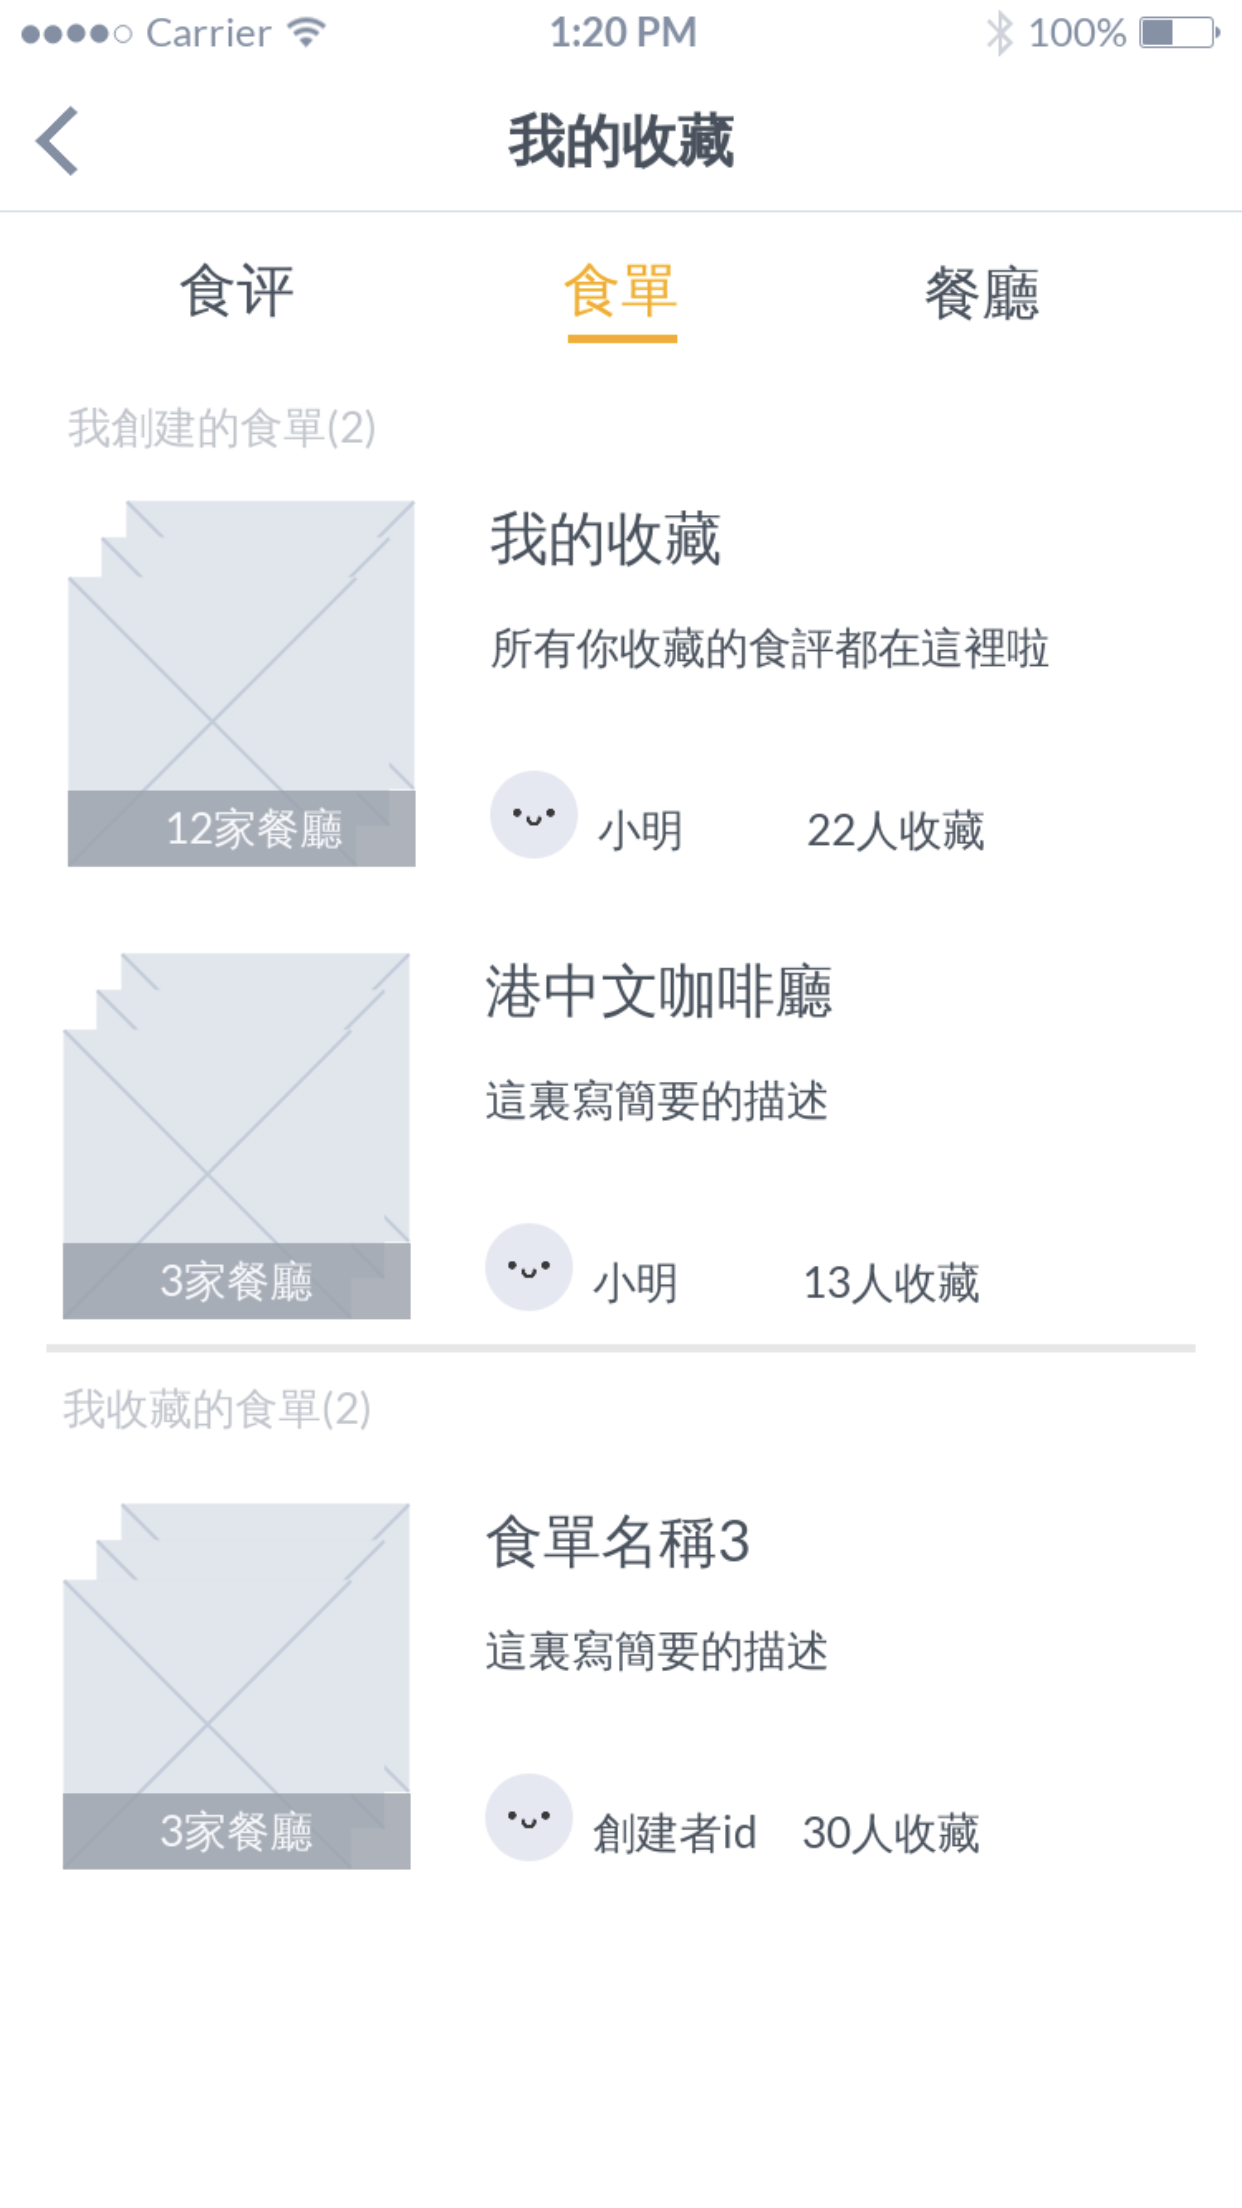 Carrier 1:20 PM 100%
我的收藏
食评 食單 餐廳
我創建的食單(2)
我的收藏
所有你收藏的食評都在這裡啦
12家餐廳
小明 22人收藏
港中文咖啡廳
這裏寫簡要的描述
3家餐廳
小明 13人收藏
我收藏的食單(2)
食單名稱3
這裏寫簡要的描述
3家餐廳
創建者id 30人收藏